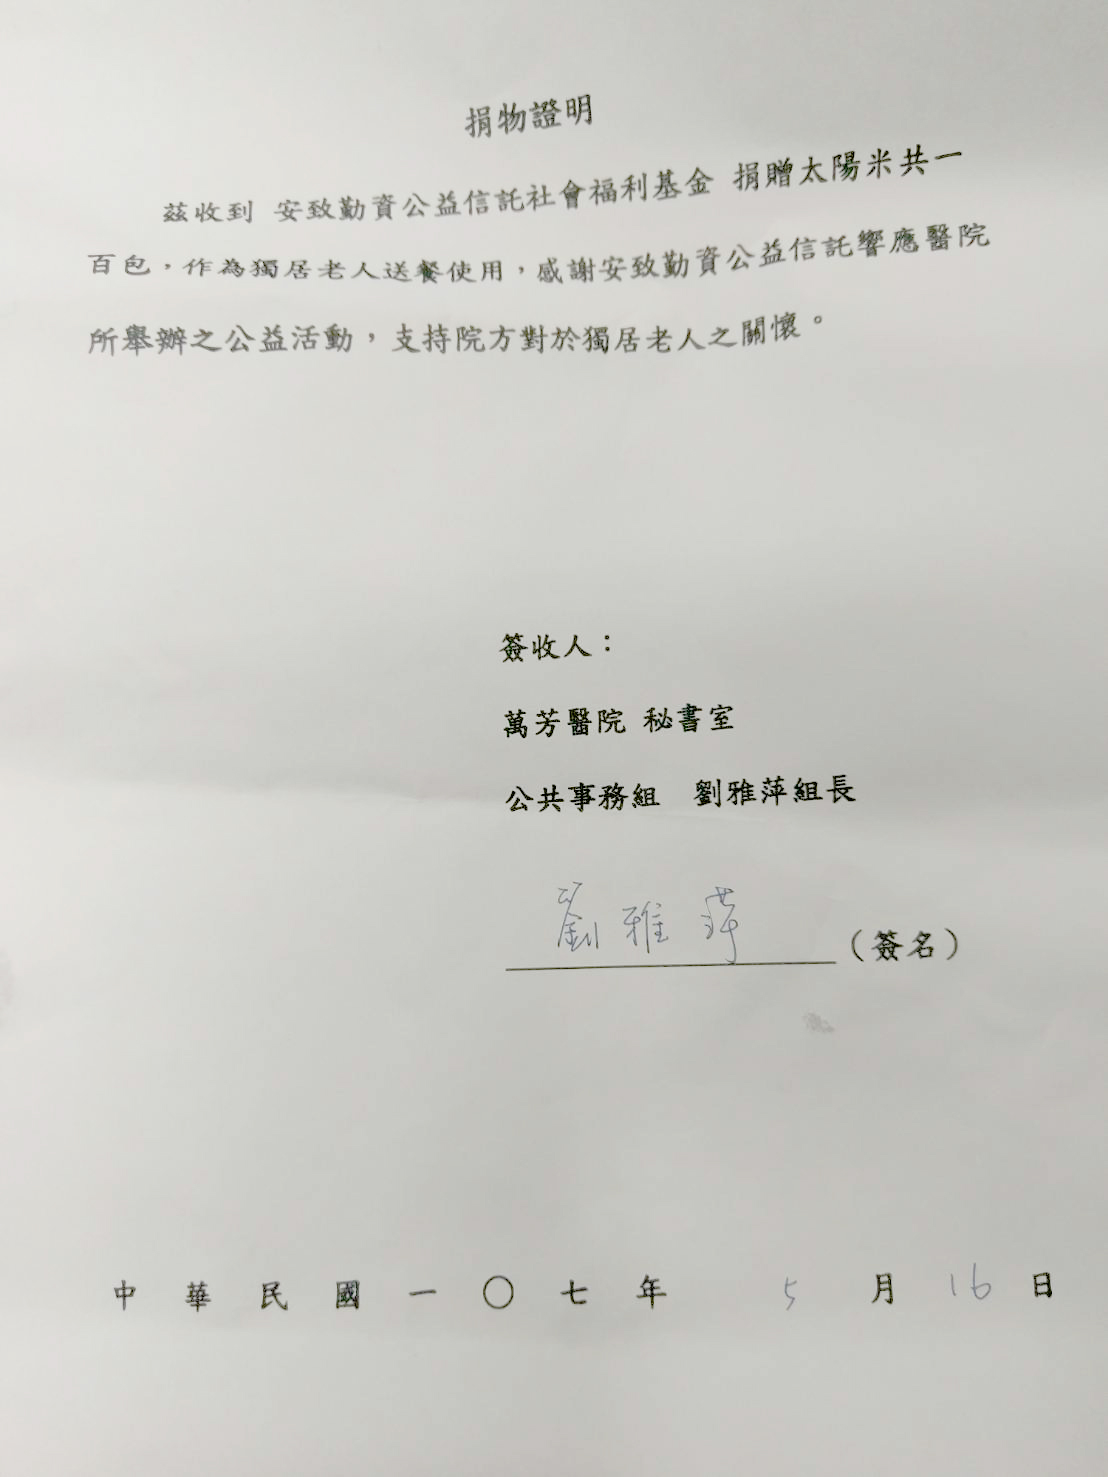 捐物證明
茲收到 安致勤資公益信託社會福利基金 捐贈太陽米共一
百包，作為獨居老人送餐使用，感謝安致勤資公益信託響應醫院
所舉辦之公益活動，支持院方對於獨居老人之關懷。
簽收人：
萬芳醫院 秘書室
公共事務組 劉雅萍組長
劉雅萍（簽名）
中華民國一〇七年 5 月 16 日